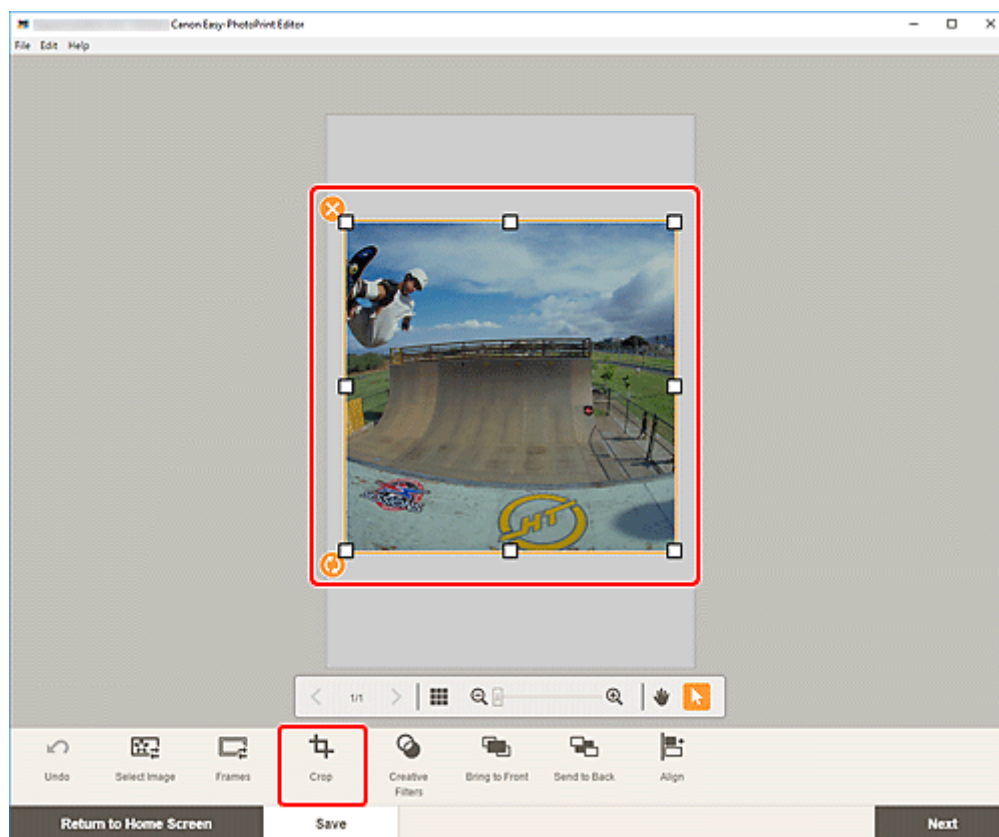 Canon Easy-PhotoPrint Editor
File Edit Help
HT
1/1
Undo
Select Image
Frames
Crop
Creative
Filters
Bring to Front
Send to Back
Align
Return to Home Screen
Save
Next